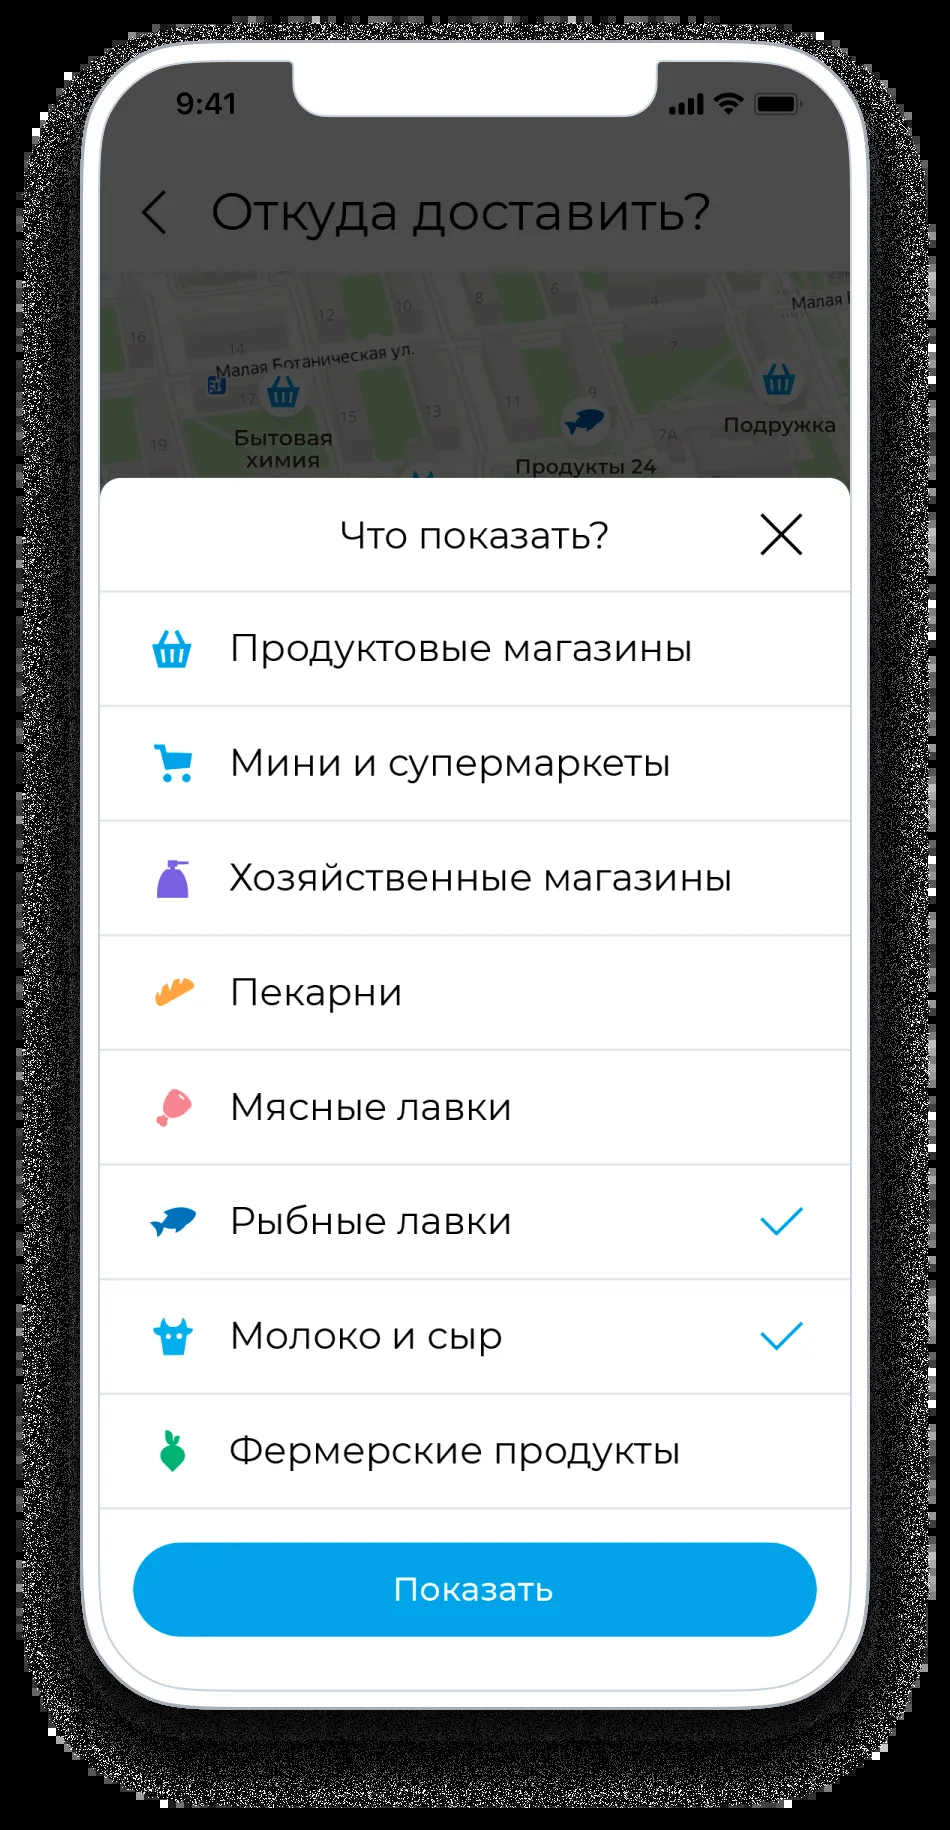 9:41
Откуда доставить?
Малая
16
14
12
10
8
6
4
7
Малая Ботаническая ул.
17
15
13
11
9
7А
19
Бытовая
химия
Продукты 24
Подружка
Что показать?
Продуктовые магазины
Мини и супермаркеты
Хозяйственные магазины
Пекарни
Мясные лавки
Рыбные лавки
Молоко и сыр
Фермерские продукты
Показать